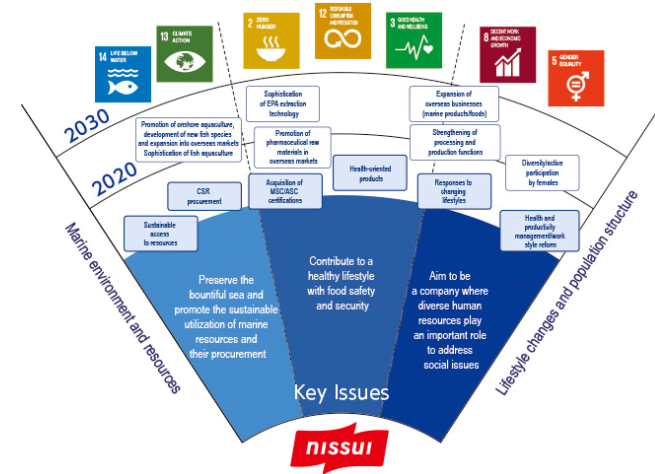 14 LIFE BELOW
WATER
13 CLIMATE
ACTION
2 ZERO
HUNGER
12 RESPONSIBLE
CONSUMPTION
AND PRODUCTION
3 GOOD HEALTH
AND WELL-BEING
8 DECENT WORK
AND ECONOMIC
GROWTH
5 GENDER
EQUALITY
2030
Sophistication
of EPA extraction
technology
Expansion of
overseas businesses
(marine products/foods)
Promotion of onshore aquaculture,
development of new fish species
and expansion into overseas markets
Sophistication of fish aquaculture
Promotion of
pharmaceutical raw
materials in
overseas markets
Strengthening of
processing and
production functions
2020
Health-oriented
products
Diversity/active
participation
by females
CSR
procurement
Acquisition of
MSC/ASC
certifications
Responses to
changing
lifestyles
Sustainable
access
to resources
Health and
productivity
management/work
style reform
Marine environment and resources
Lifestyle changes and population structure
Preserve the
bountiful sea and
promote the sustainable
utilization of marine
resources and
their procurement
Contribute to a
healthy lifestyle
with food safety
and security
Aim to be
a company where
diverse human
resources play
an important role
to address
social issues
Key Issues
nissui